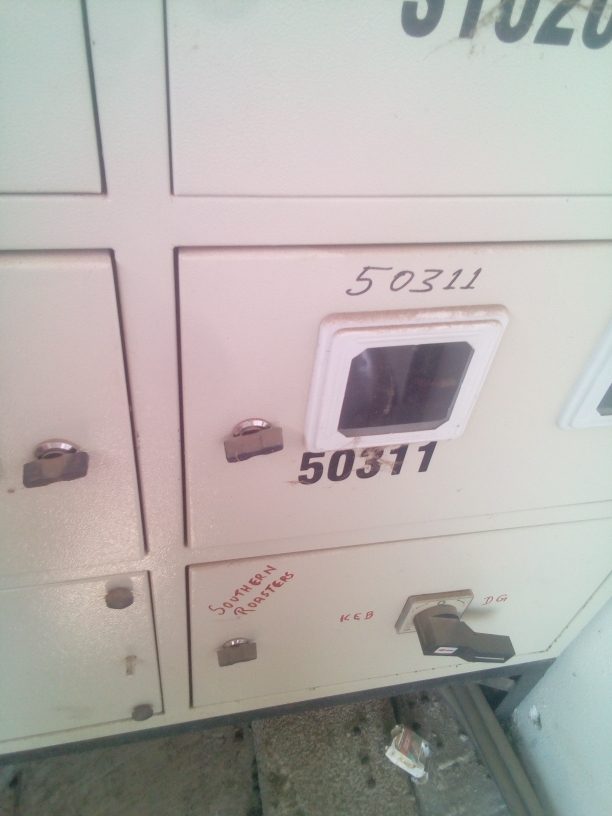 50311
50311
SOUTHERN
ROASTERS
KEB
DG